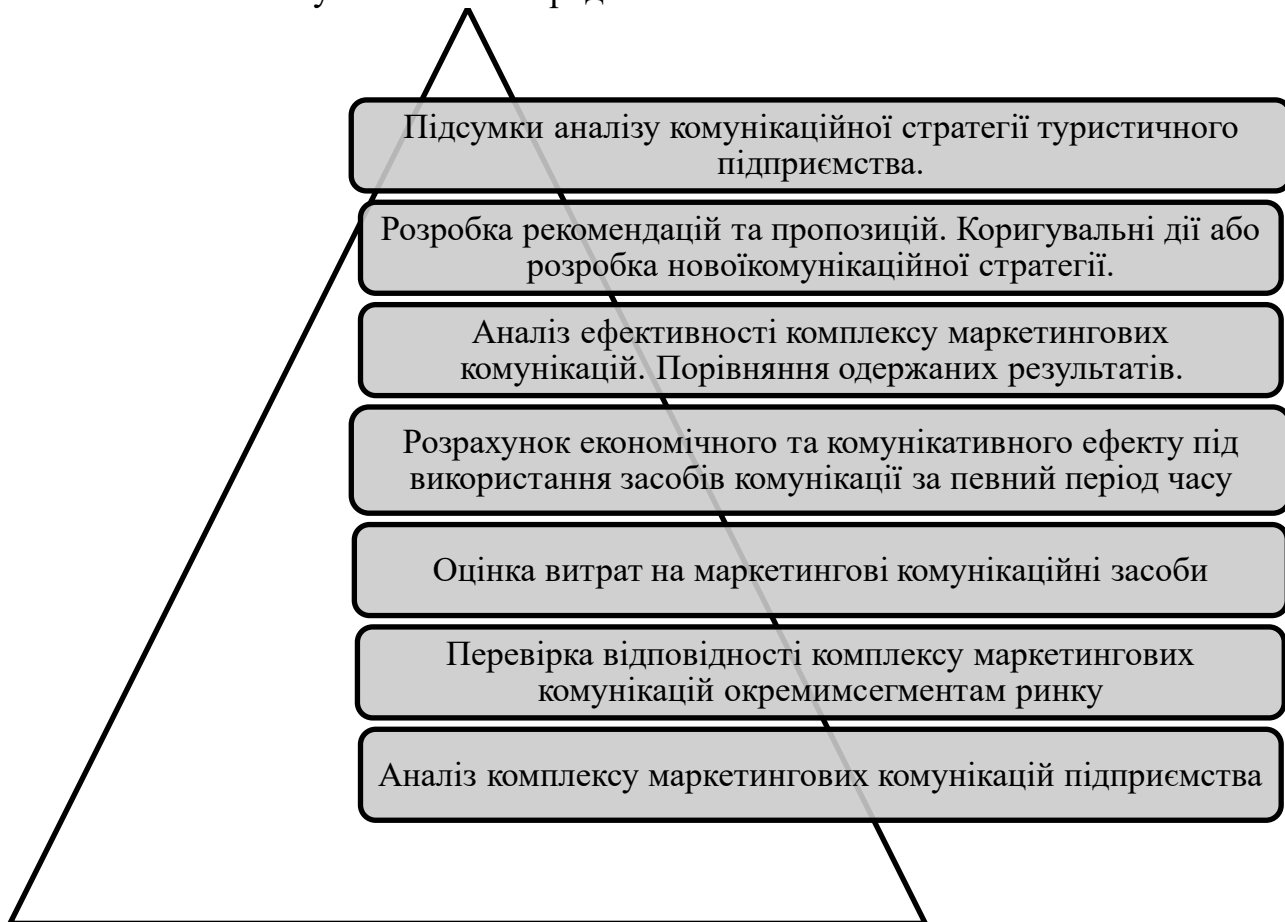 Підсумки аналізу комунікаційної стратегії туристичного
підприємства.
Розробка рекомендацій та пропозицій. Коригувальні дії або
розробка новоїкомунікаційної стратегії.
Аналіз ефективності комплексу маркетингових
комунікацій. Порівняння одержаних результатів.
Розрахунок економічного та комунікативного ефекту під
використання засобів комунікації за певний період часу
Оцінка витрат на маркетингові комунікаційні засоби
Перевірка відповідності комплексу маркетингових
комунікацій окремимсегментам ринку
Аналіз комплексу маркетингових комунікацій підприємства